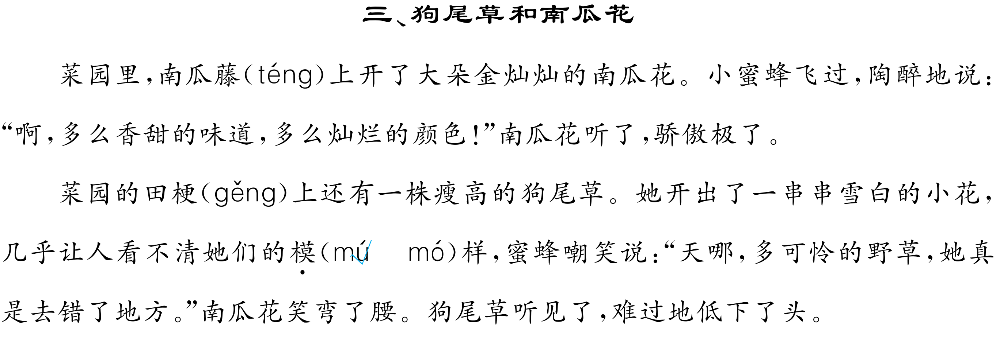 三、狗尾草和南瓜花
菜园里,南瓜藤(téng)上开了大朵金灿灿的南瓜花。小蜜蜂飞过,陶醉地说:
“啊,多么香甜的味道,多么灿烂的颜色!”南瓜花听了,骄傲极了。
菜园的田梗(gěng)上还有一株瘦高的狗尾草。她开出了一串串雪白的小花,
几乎让人看不清她们的模(mú✓ mó)样,蜜蜂嘲笑说:“天哪,多可怜的野草,她真
是去错了地方。”南瓜花笑弯了腰。狗尾草听见了,难过地低下了头。